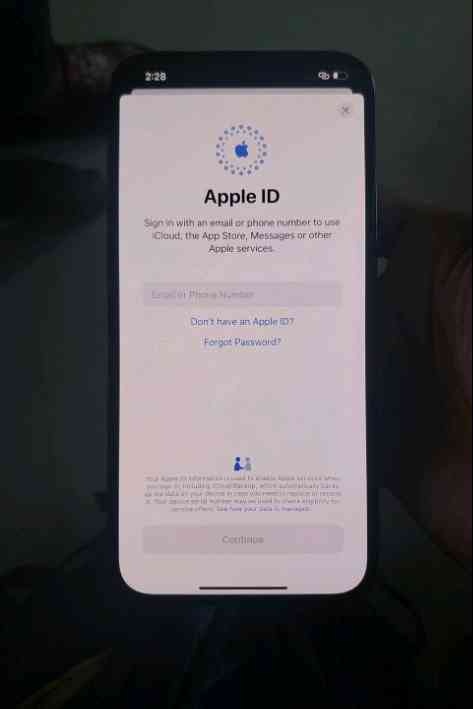 2:28
Apple ID
Sign in with an email or phone number to use
iCloud, the App Store, Messages or other
Apple services.
Email or Phone Number
Don't have an Apple ID?
Forgot Password?
Your Apple ID information is used to enable Apple services when
you sign in, including iCloud Backup, which automatically backs
up the data on your device in case you need to replace or restore
it. Your device serial number may be used to check eligibility for
service offers. See how your data is managed.
Continue